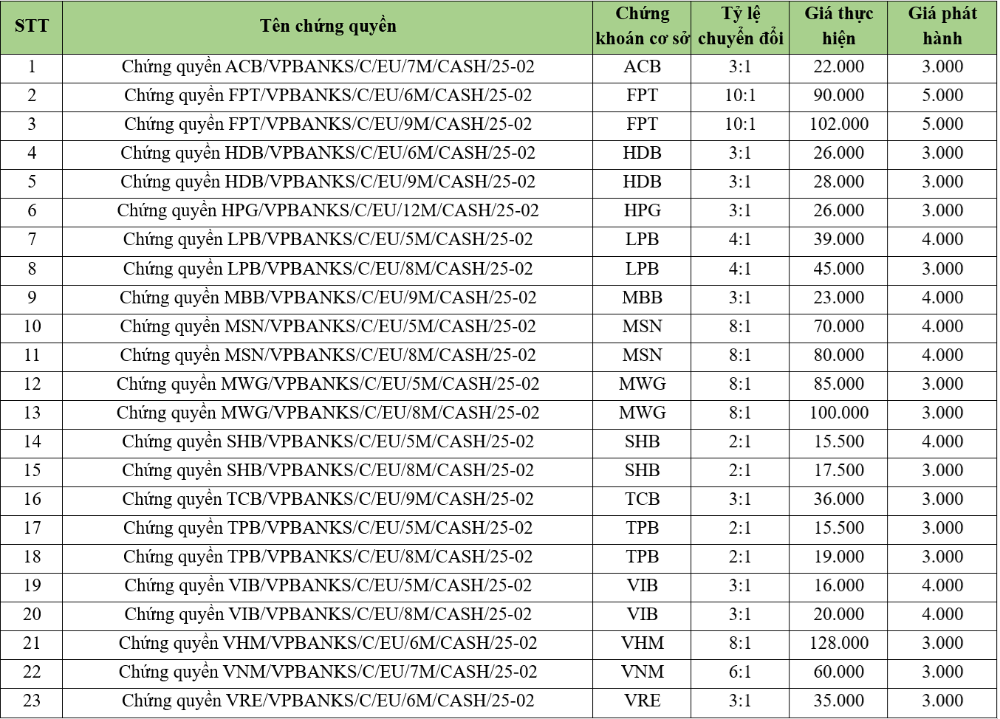 STT Tên chứng quyền Chứng khoán cơ sở Tỷ lệ chuyển đổi Giá thực hiện Giá phát hành
1 Chứng quyền ACB/VPBANKS/C/EU/7M/CASH/25-02 ACB 3:1 22.000 3.000
2 Chứng quyền FPT/VPBANKS/C/EU/6M/CASH/25-02 FPT 10:1 90.000 5.000
3 Chứng quyền FPT/VPBANKS/C/EU/9M/CASH/25-02 FPT 10:1 102.000 5.000
4 Chứng quyền HDB/VPBANKS/C/EU/6M/CASH/25-02 HDB 3:1 26.000 3.000
5 Chứng quyền HDB/VPBANKS/C/EU/9M/CASH/25-02 HDB 3:1 28.000 3.000
6 Chứng quyền HPG/VPBANKS/C/EU/12M/CASH/25-02 HPG 3:1 26.000 3.000
7 Chứng quyền LPB/VPBANKS/C/EU/5M/CASH/25-02 LPB 4:1 39.000 4.000
8 Chứng quyền LPB/VPBANKS/C/EU/8M/CASH/25-02 LPB 4:1 45.000 3.000
9 Chứng quyền MBB/VPBANKS/C/EU/9M/CASH/25-02 MBB 3:1 23.000 4.000
10 Chứng quyền MSN/VPBANKS/C/EU/5M/CASH/25-02 MSN 8:1 70.000 4.000
11 Chứng quyền MSN/VPBANKS/C/EU/8M/CASH/25-02 MSN 8:1 80.000 4.000
12 Chứng quyền MWG/VPBANKS/C/EU/5M/CASH/25-02 MWG 8:1 85.000 3.000
13 Chứng quyền MWG/VPBANKS/C/EU/8M/CASH/25-02 MWG 8:1 100.000 3.000
14 Chứng quyền SHB/VPBANKS/C/EU/5M/CASH/25-02 SHB 2:1 15.500 4.000
15 Chứng quyền SHB/VPBANKS/C/EU/8M/CASH/25-02 SHB 2:1 17.500 3.000
16 Chứng quyền TCB/VPBANKS/C/EU/9M/CASH/25-02 TCB 3:1 36.000 3.000
17 Chứng quyền TPB/VPBANKS/C/EU/5M/CASH/25-02 TPB 2:1 15.500 3.000
18 Chứng quyền TPB/VPBANKS/C/EU/8M/CASH/25-02 TPB 2:1 19.000 3.000
19 Chứng quyền VIB/VPBANKS/C/EU/5M/CASH/25-02 VIB 3:1 16.000 4.000
20 Chứng quyền VIB/VPBANKS/C/EU/8M/CASH/25-02 VIB 3:1 20.000 4.000
21 Chứng quyền VHM/VPBANKS/C/EU/6M/CASH/25-02 VHM 8:1 128.000 3.000
22 Chứng quyền VNM/VPBANKS/C/EU/7M/CASH/25-02 VNM 6:1 60.000 3.000
23 Chứng quyền VRE/VPBANKS/C/EU/6M/CASH/25-02 VRE 3:1 35.000 3.000